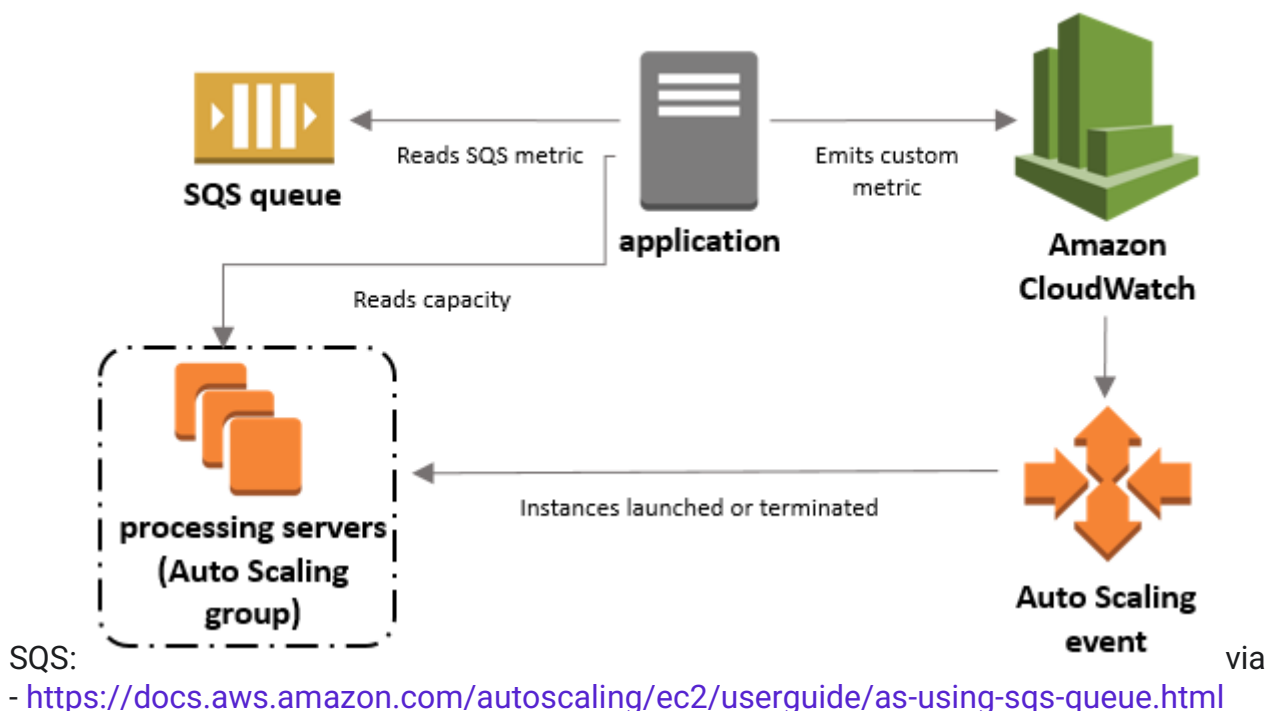 Reads SQS metric
SQS queue
Emits custom
metric
application
Amazon
CloudWatch
Reads capacity
Instances launched or terminated
processing servers
(Auto Scaling
group)
Auto Scaling
event
SQS: via
- https://docs.aws.amazon.com/autoscaling/ec2/userguide/as-using-sqs-queue.html